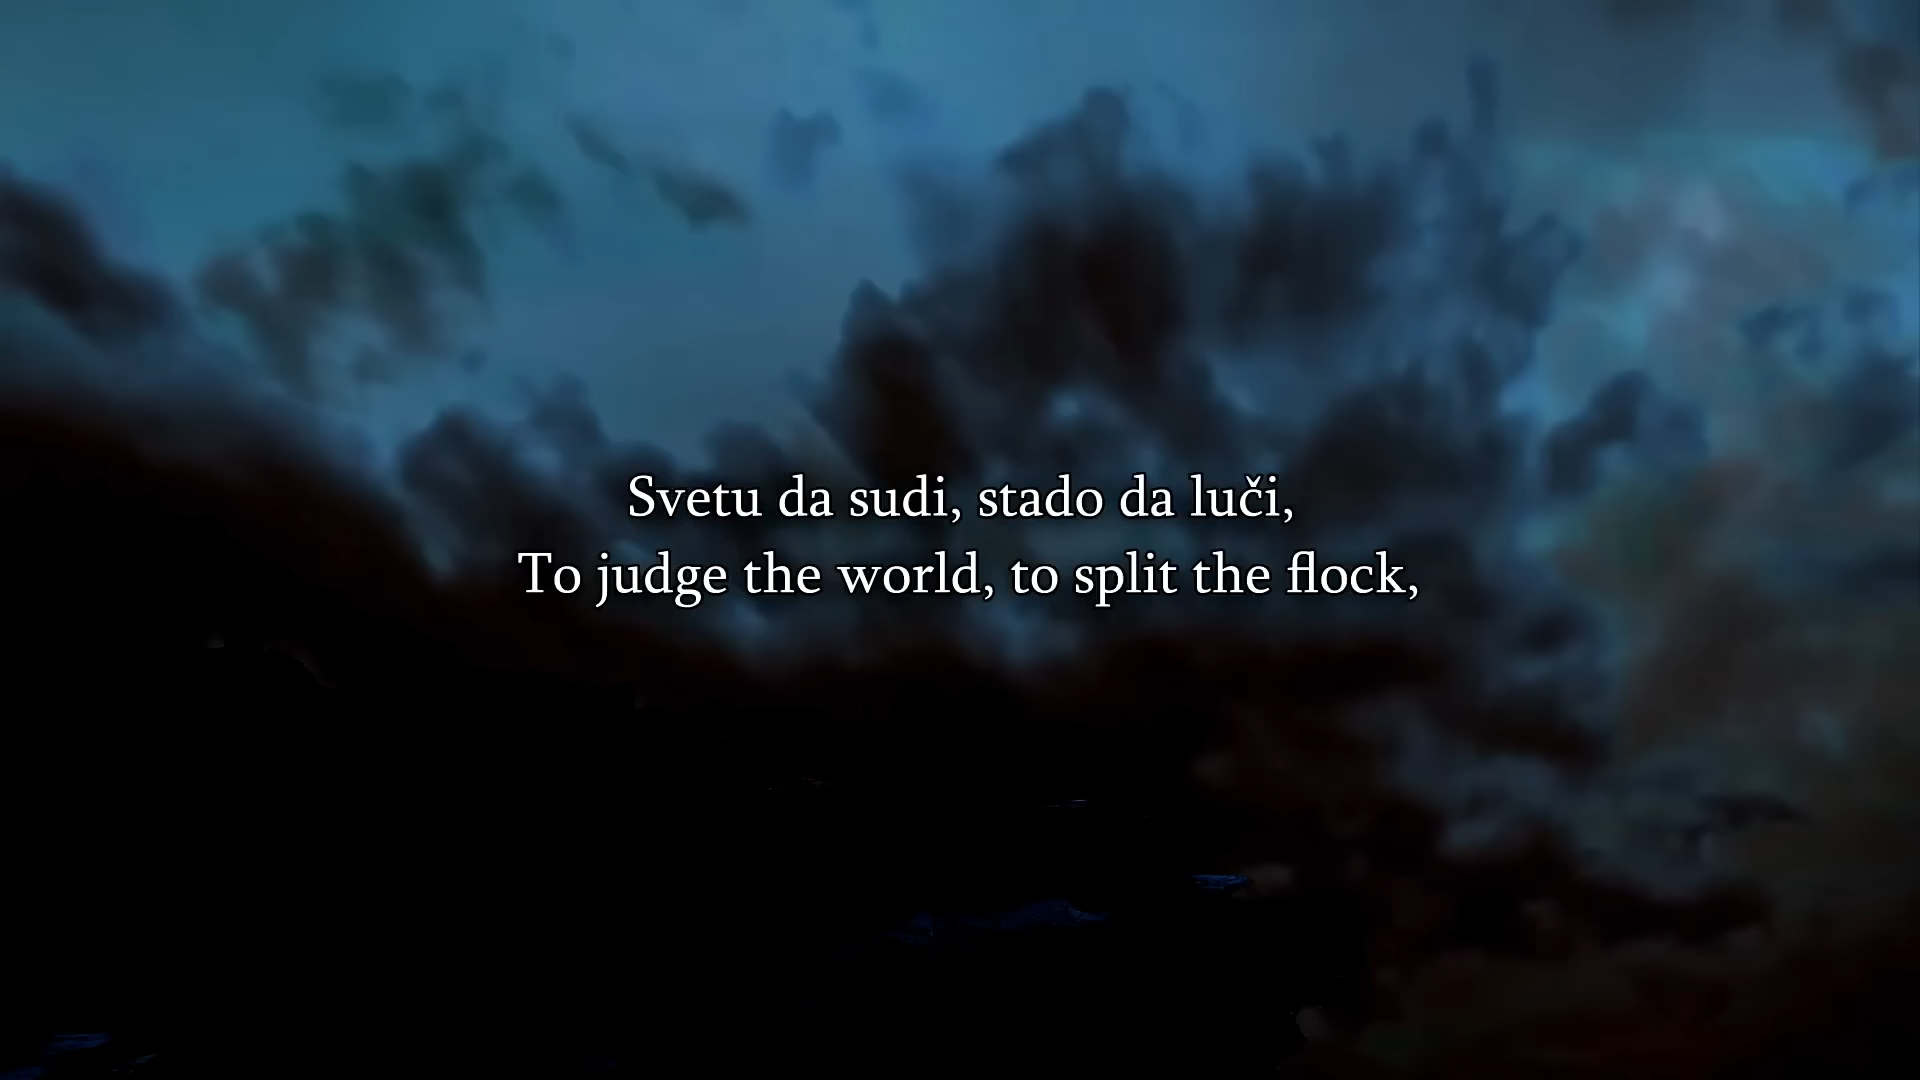 Svetu da sudi, stado da luči,
To judge the world, to split the flock,